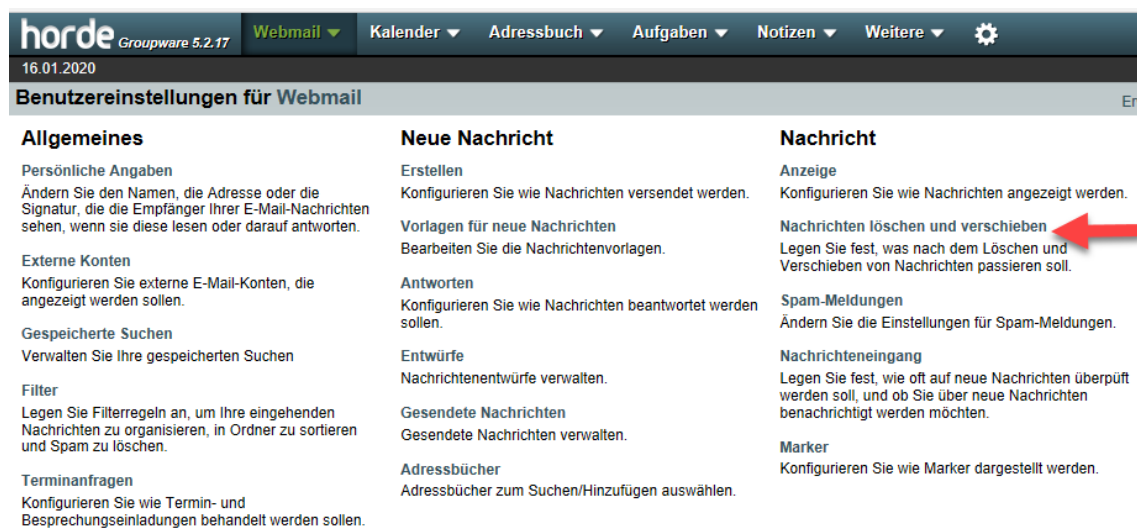 horde Groupware 5.2.17 Webmail Kalender Adressbuch Aufgaben Notizen Weitere
16.01.2020
Benutzereinstellungen für Webmail
Allgemeines
Persönliche Angaben
Ändern Sie den Namen, die Adresse oder die
Signatur, die die Empfänger Ihrer E-Mail-Nachrichten
sehen, wenn sie diese lesen oder darauf antworten.
Externe Konten
Konfigurieren Sie externe E-Mail-Konten, die
angezeigt werden sollen.
Gespeicherte Suchen
Verwalten Sie Ihre gespeicherten Suchen
Filter
Legen Sie Filterregeln an, um Ihre eingehenden
Nachrichten zu organisieren, in Ordner zu sortieren
und Spam zu löschen.
Terminanfragen
Konfigurieren Sie wie Termin- und
Besprechungseinladungen behandelt werden sollen.
Neue Nachricht
Erstellen
Konfigurieren Sie wie Nachrichten versendet werden.
Vorlagen für neue Nachrichten
Bearbeiten Sie die Nachrichtenvorlagen.
Antworten
Konfigurieren Sie wie Nachrichten beantwortet werden
sollen.
Entwürfe
Nachrichtenentwürfe verwalten.
Gesendete Nachrichten
Gesendete Nachrichten verwalten.
Adressbücher
Adressbücher zum Suchen/Hinzufügen auswählen.
Nachricht
Anzeige
Konfigurieren Sie wie Nachrichten angezeigt werden.
Nachrichten löschen und verschieben
Legen Sie fest, was nach dem Löschen und
Verschieben von Nachrichten passieren soll.
Spam-Meldungen
Ändern Sie die Einstellungen für Spam-Meldungen.
Nachrichteneingang
Legen Sie fest, wie oft auf neue Nachrichten überpüft
werden soll, und ob Sie über neue Nachrichten
benachrichtigt werden möchten.
Marker
Konfigurieren Sie wie Marker dargestellt werden.